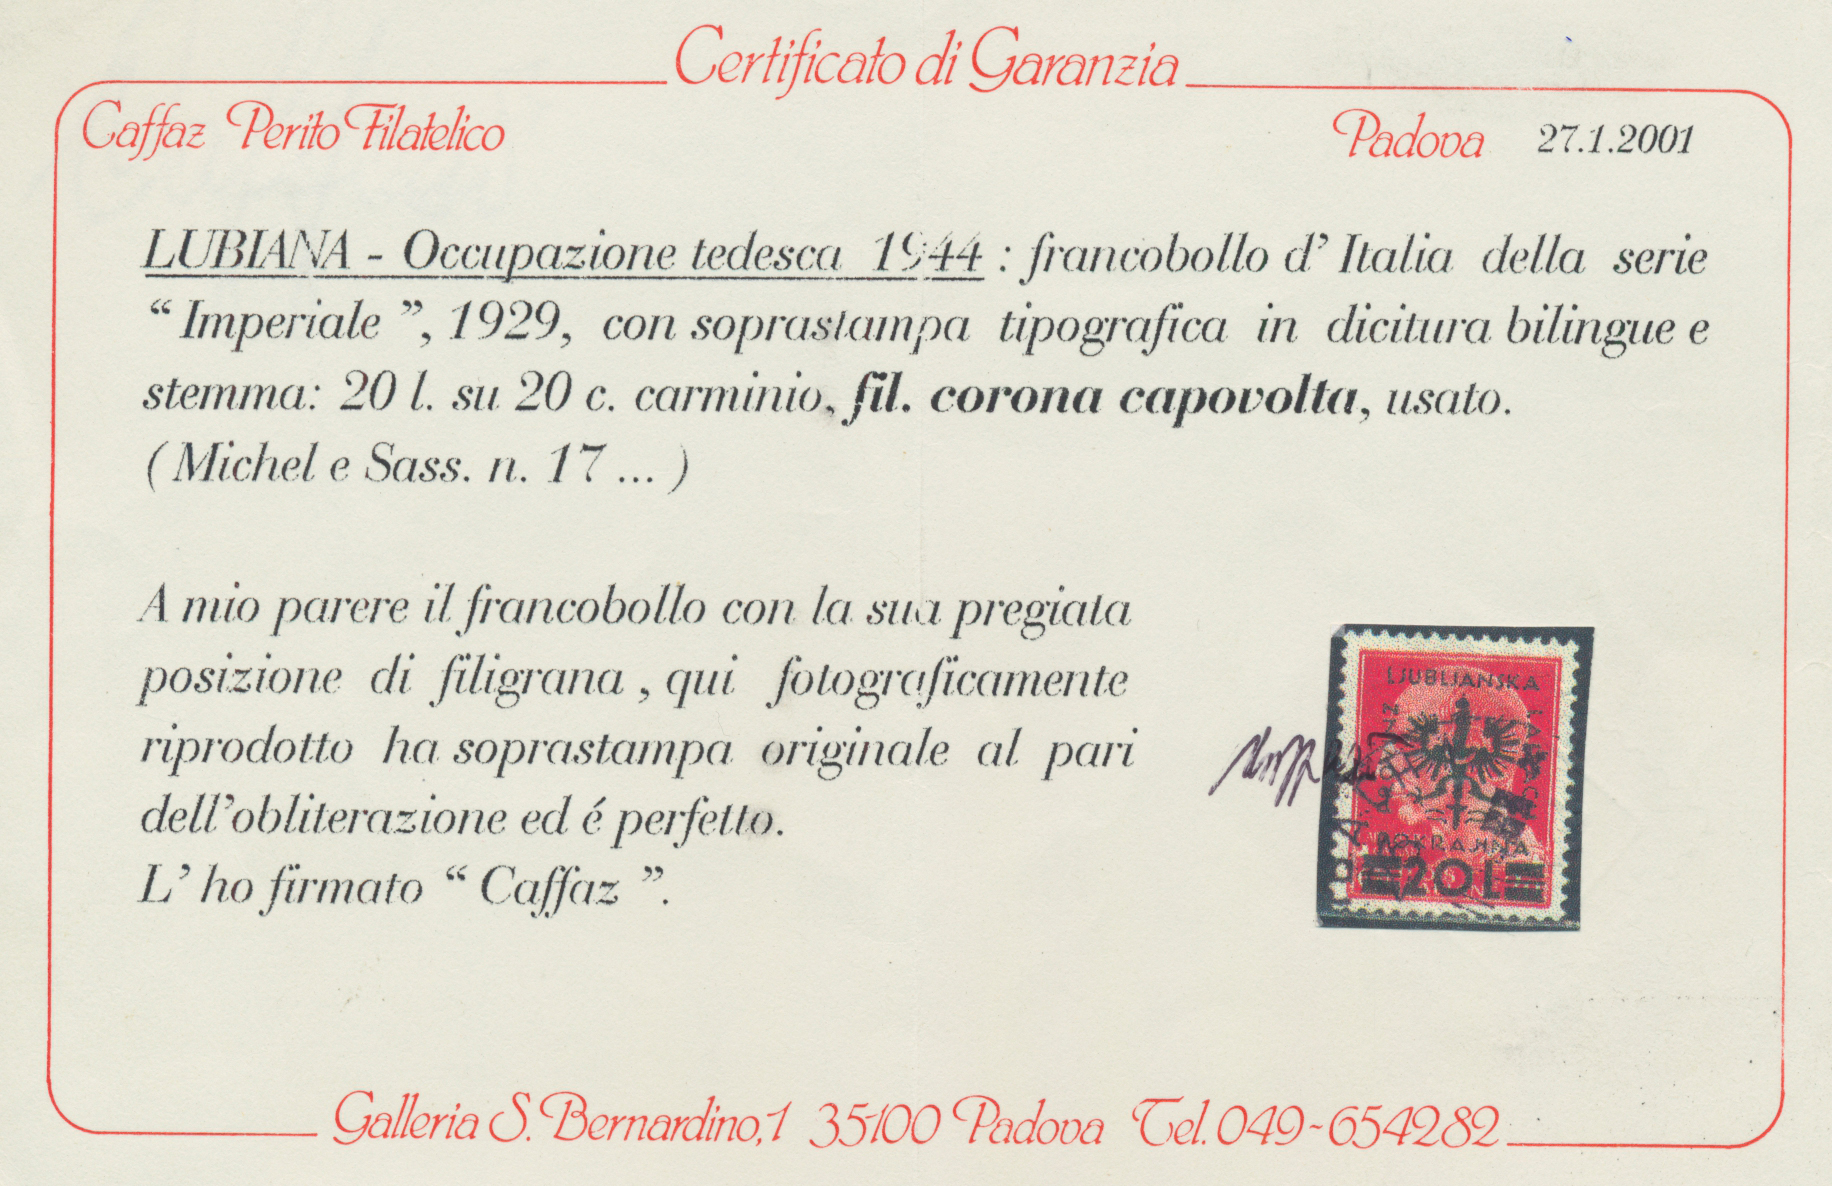 Certificato di Garanzia
Caffaz Perito Filatelico Padova 27.1.2001
LUBIANA - Occupazione tedesca 1944 : francobollo d' Italia della serie
“ Imperiale ”, 1929, con soprastampa tipografica in dicitura bilingue e
stemma: 20 l. su 20 c. carminio, fil. corona capovolta, usato.
( Michel e Sass. n. 17 ... )
A mio parere il francobollo con la sua pregiata
posizione di filigrana , qui fotograficamente
riprodotto ha soprastampa originale al pari
dell'obliterazione ed é perfetto.
L' ho firmato “ Caffaz ”.
LJUBLJANSKA
POKRAJINA
20 L
Galleria S. Bernardino,1 35100 Padova Tel. 049-654282